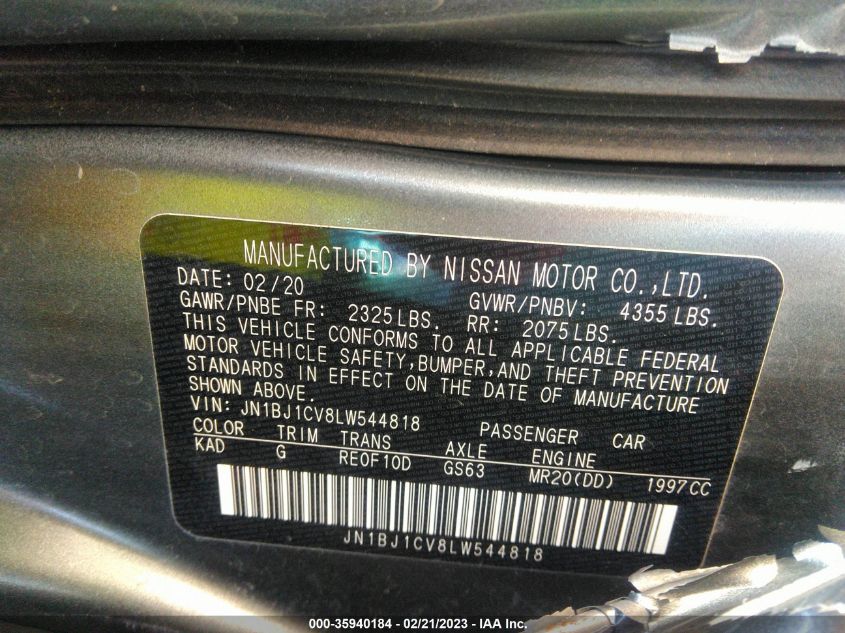 MANUFACTURED BY NISSAN MOTOR CO.,LTD.
DATE: 02/20 GVWR/PNBV: 4355 LBS.
GAWR/PNBE FR: 2325LBS. RR: 2075LBS.
THIS VEHICLE CONFORMS TO ALL APPLICABLE FEDERAL
MOTOR VEHICLE SAFETY,BUMPER,AND THEFT PREVENTION
STANDARDS IN EFFECT ON THE DATE OF MANUFACTURE
SHOWN ABOVE.
VIN: JN1BJ1CV8LW544818 PASSENGER CAR
COLOR TRIM TRANS AXLE ENGINE
KAD G RE0F10D GS63 MR20(DD) 1997CC
JN1BJ1CV8LW544818
000-35940184 - 02/21/2023 - IAA Inc.